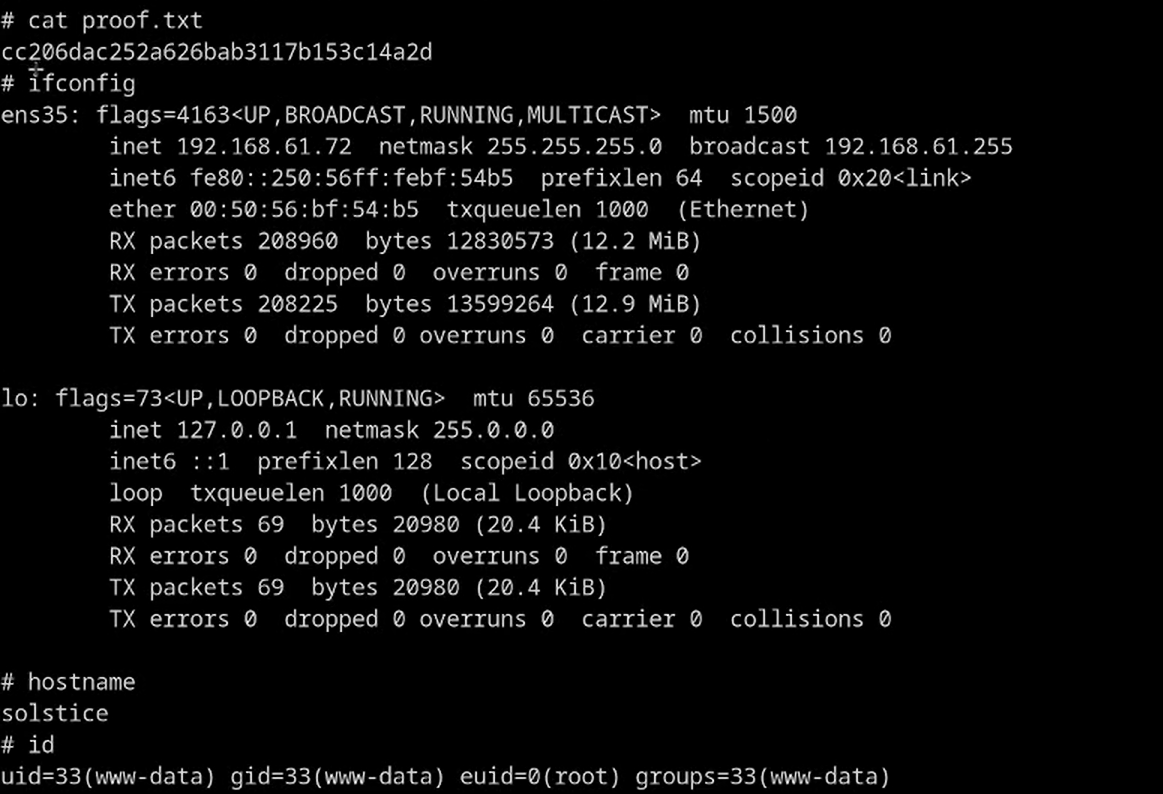 # cat proof.txt
cc206dac252a626bab3117b153c14a2d
# ifconfig
ens35: flags=4163<UP,BROADCAST,RUNNING,MULTICAST>  mtu 1500
        inet 192.168.61.72  netmask 255.255.255.0  broadcast 192.168.61.255
        inet6 fe80::250:56ff:febf:54b5  prefixlen 64  scopeid 0x20<link>
        ether 00:50:56:bf:54:b5  txqueuelen 1000  (Ethernet)
        RX packets 208960  bytes 12830573 (12.2 MiB)
        RX errors 0  dropped 0  overruns 0  frame 0
        TX packets 208225  bytes 13599264 (12.9 MiB)
        TX errors 0  dropped 0 overruns 0  carrier 0  collisions 0

lo: flags=73<UP,LOOPBACK,RUNNING>  mtu 65536
        inet 127.0.0.1  netmask 255.0.0.0
        inet6 ::1  prefixlen 128  scopeid 0x10<host>
        loop  txqueuelen 1000  (Local Loopback)
        RX packets 69  bytes 20980 (20.4 KiB)
        RX errors 0  dropped 0  overruns 0  frame 0
        TX packets 69  bytes 20980 (20.4 KiB)
        TX errors 0  dropped 0 overruns 0  carrier 0  collisions 0

# hostname
solstice
# id
uid=33(www-data) gid=33(www-data) euid=0(root) groups=33(www-data)